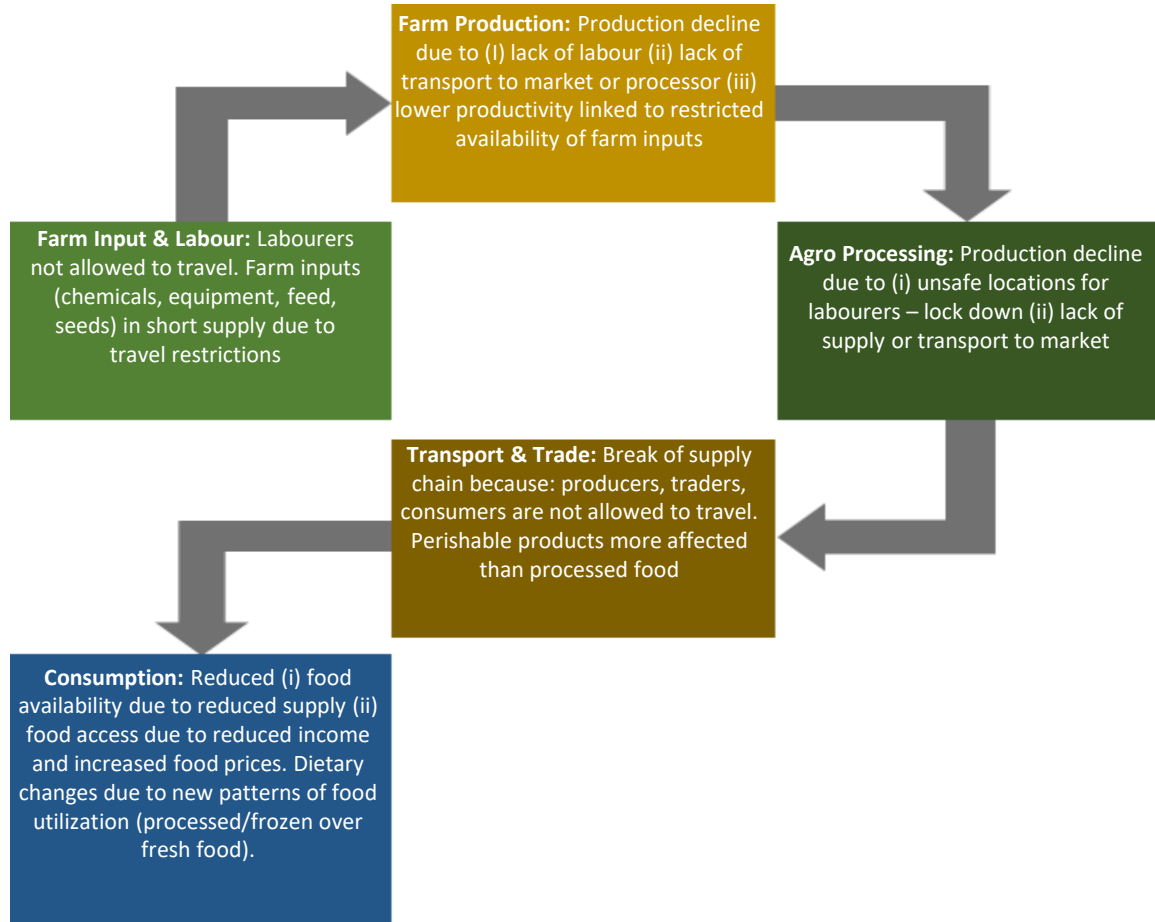 Farm Production: Production decline
due to (I) lack of labour (ii) lack of
transport to market or processor (iii)
lower productivity linked to restricted
availability of farm inputs
Farm Input & Labour: Labourers
not allowed to travel. Farm inputs
(chemicals, equipment, feed,
seeds) in short supply due to
travel restrictions
Agro Processing: Production decline
due to (i) unsafe locations for
labourers – lock down (ii) lack of
supply or transport to market
Transport & Trade: Break of supply
chain because: producers, traders,
consumers are not allowed to travel.
Perishable products more affected
than processed food
Consumption: Reduced (i) food
availability due to reduced supply (ii)
food access due to reduced income
and increased food prices. Dietary
changes due to new patterns of food
utilization (processed/frozen over
fresh food).